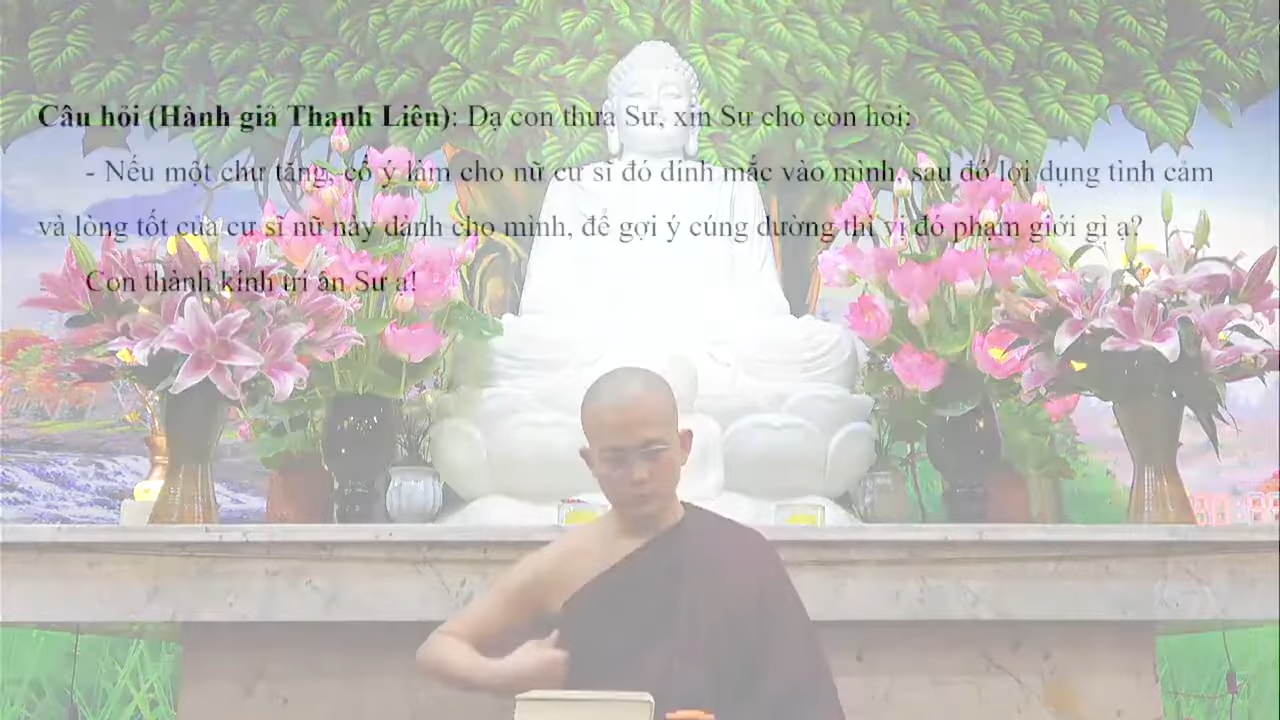 Câu hỏi (Hành giả Thanh Liên): Dạ con thưa Sư, xin Sư cho con hỏi:
- Nếu một chư tăng, cố ý làm cho nữ cư sĩ đó dính mắc vào mình, sau đó lợi dụng tình cảm
và lòng tốt của cư sĩ nữ này dành cho mình, để gợi ý cúng dường thì vị đó phạm giới gì ạ?
Con thành kính tri ân Sư ạ!